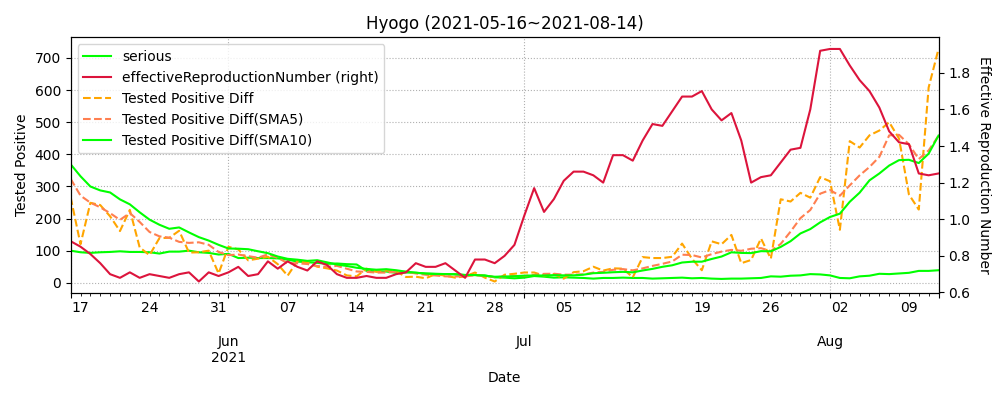 Hyogo (2021-05-16~2021-08-14)
serious
effectiveReproductionNumber (right)
Tested Positive Diff
Tested Positive Diff(SMA5)
Tested Positive Diff(SMA10)
Tested Positive
700
600
500
400
300
200
100
0
Effective Reproduction Number
1.8
1.6
1.4
1.2
1.0
0.8
0.6
17 24 31 07 14 21 28 05 12 19 26 02 09
Jun Jul Aug
2021
Date